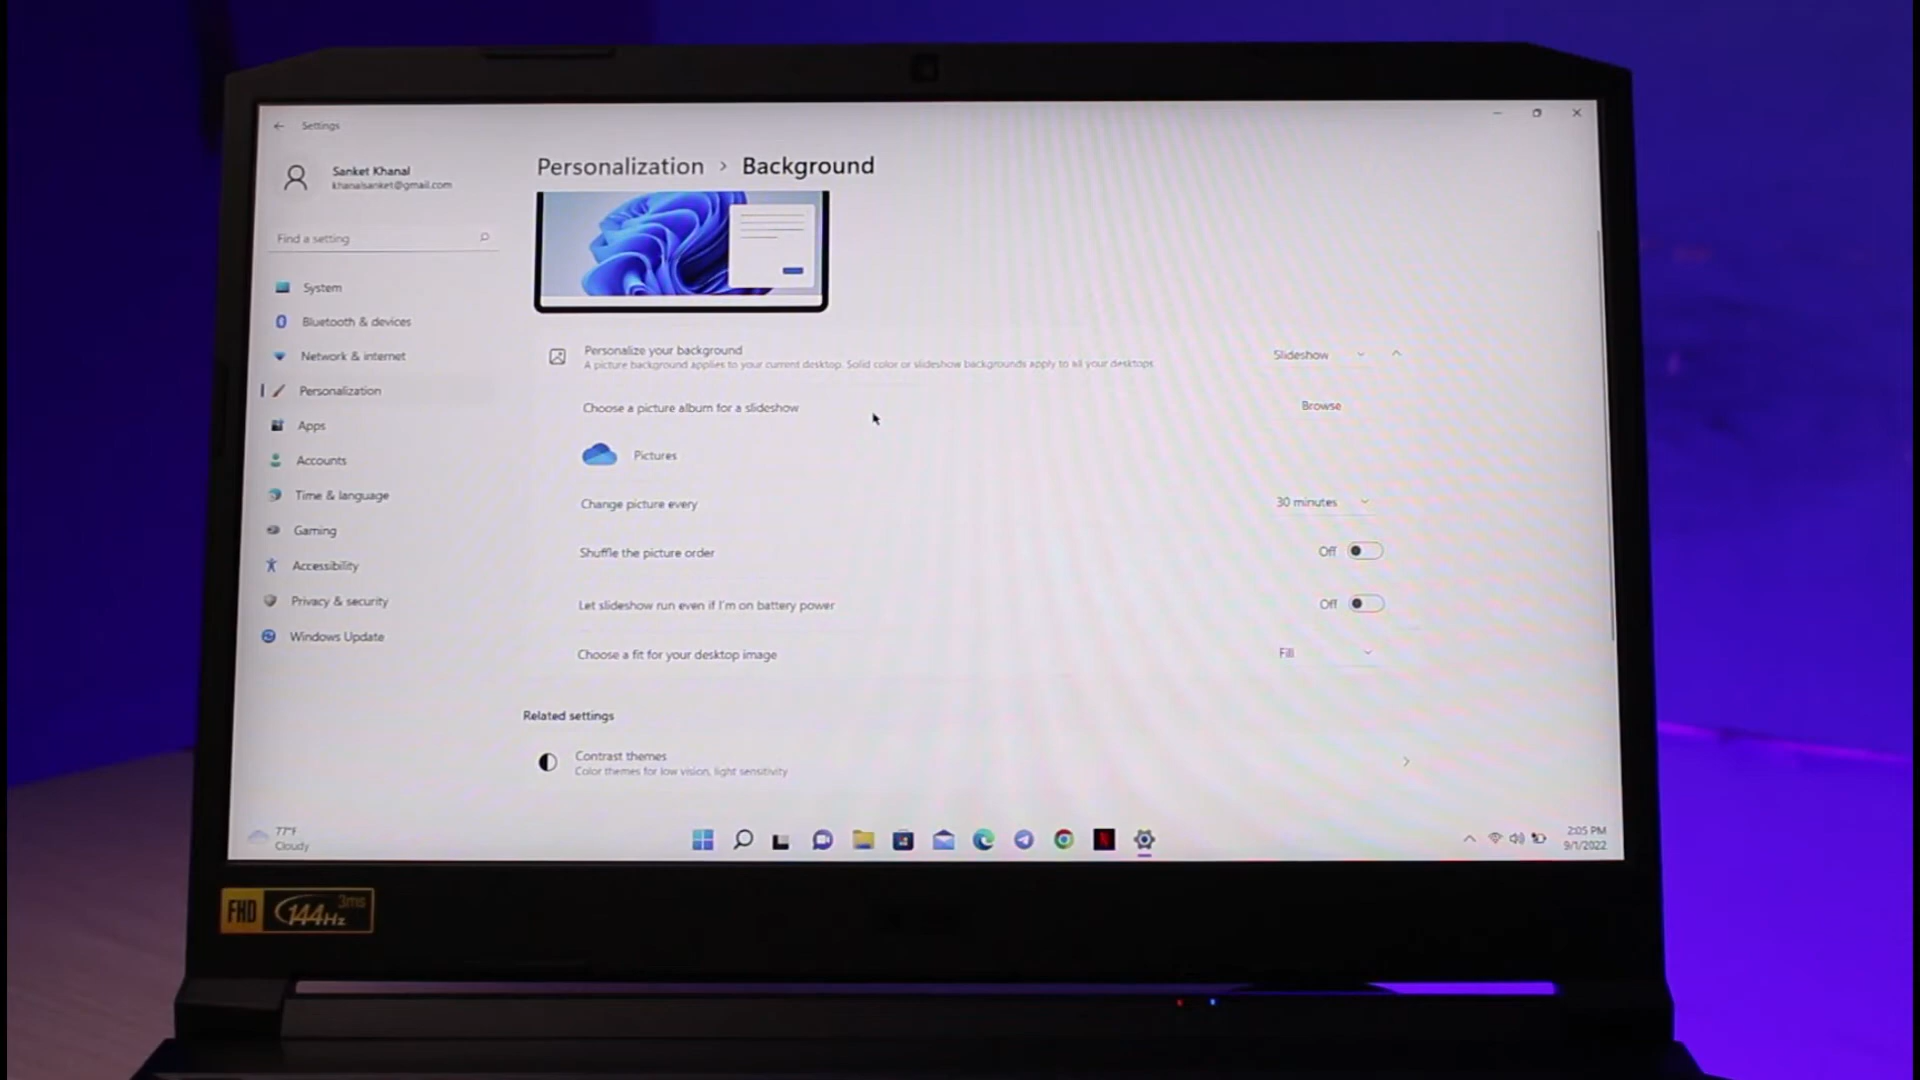 Settings
Sanket Khanal
khanalsanket@gmail.com
Find a setting
System
Bluetooth & devices
Network & internet
Personalization
Apps
Accounts
Time & language
Gaming
Accessibility
Privacy & security
Windows Update
Personalization > Background
Personalize your background
A picture background applies to your current desktop. Solid color or slideshow backgrounds apply to all your desktops.
Slideshow
Choose a picture album for a slideshow
Browse
Pictures
Change picture every
30 minutes
Shuffle the picture order
Off
Let slideshow run even if I'm on battery power
Off
Choose a fit for your desktop image
Fill
Related settings
Contrast themes
Color themes for low vision, light sensitivity
77°F
Cloudy
2:05 PM
9/1/2022
FHD 144Hz 3ms